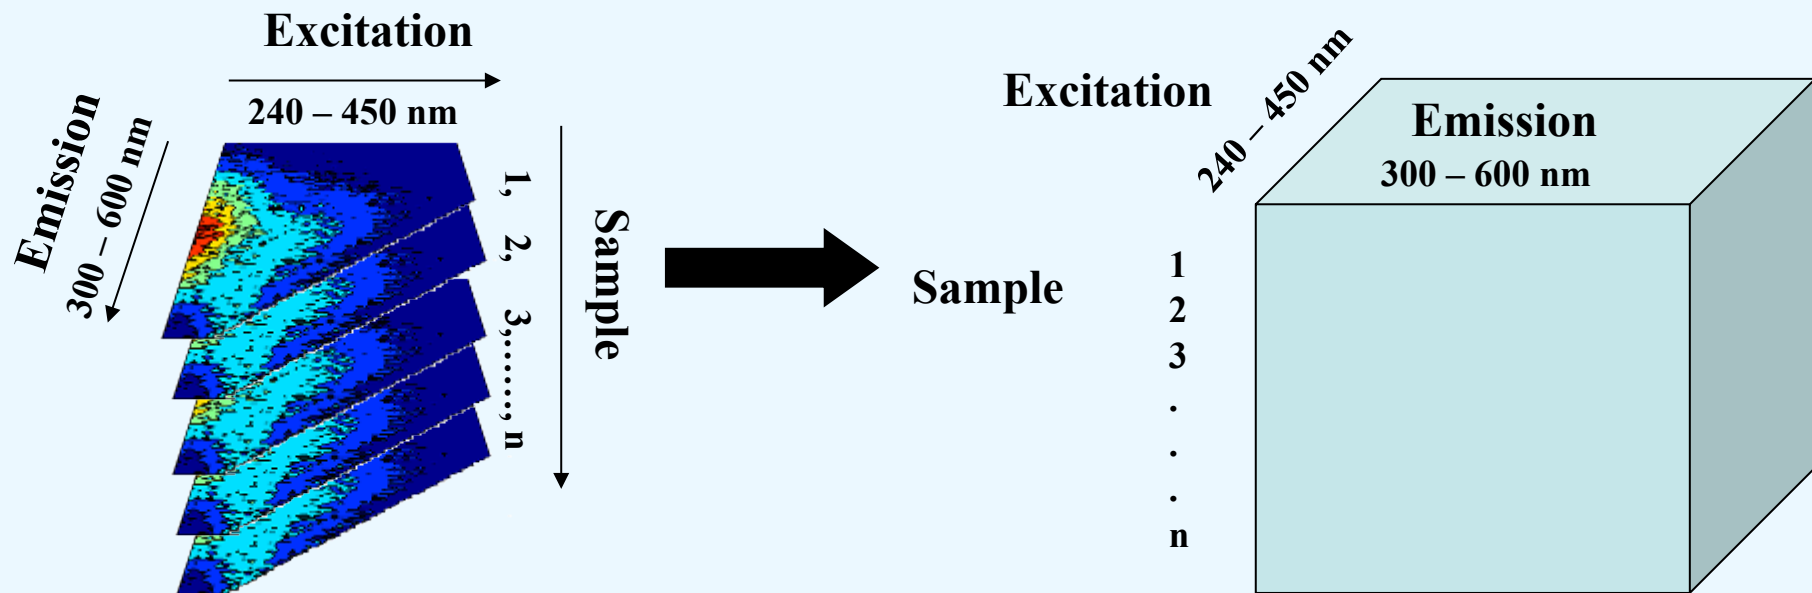 Excitation
240 – 450 nm
Emission
300 – 600 nm
1, 2, 3,......., n
Sample
Excitation
240 – 450 nm
Emission
300 – 600 nm
Sample
1
2
3
.
.
.
n